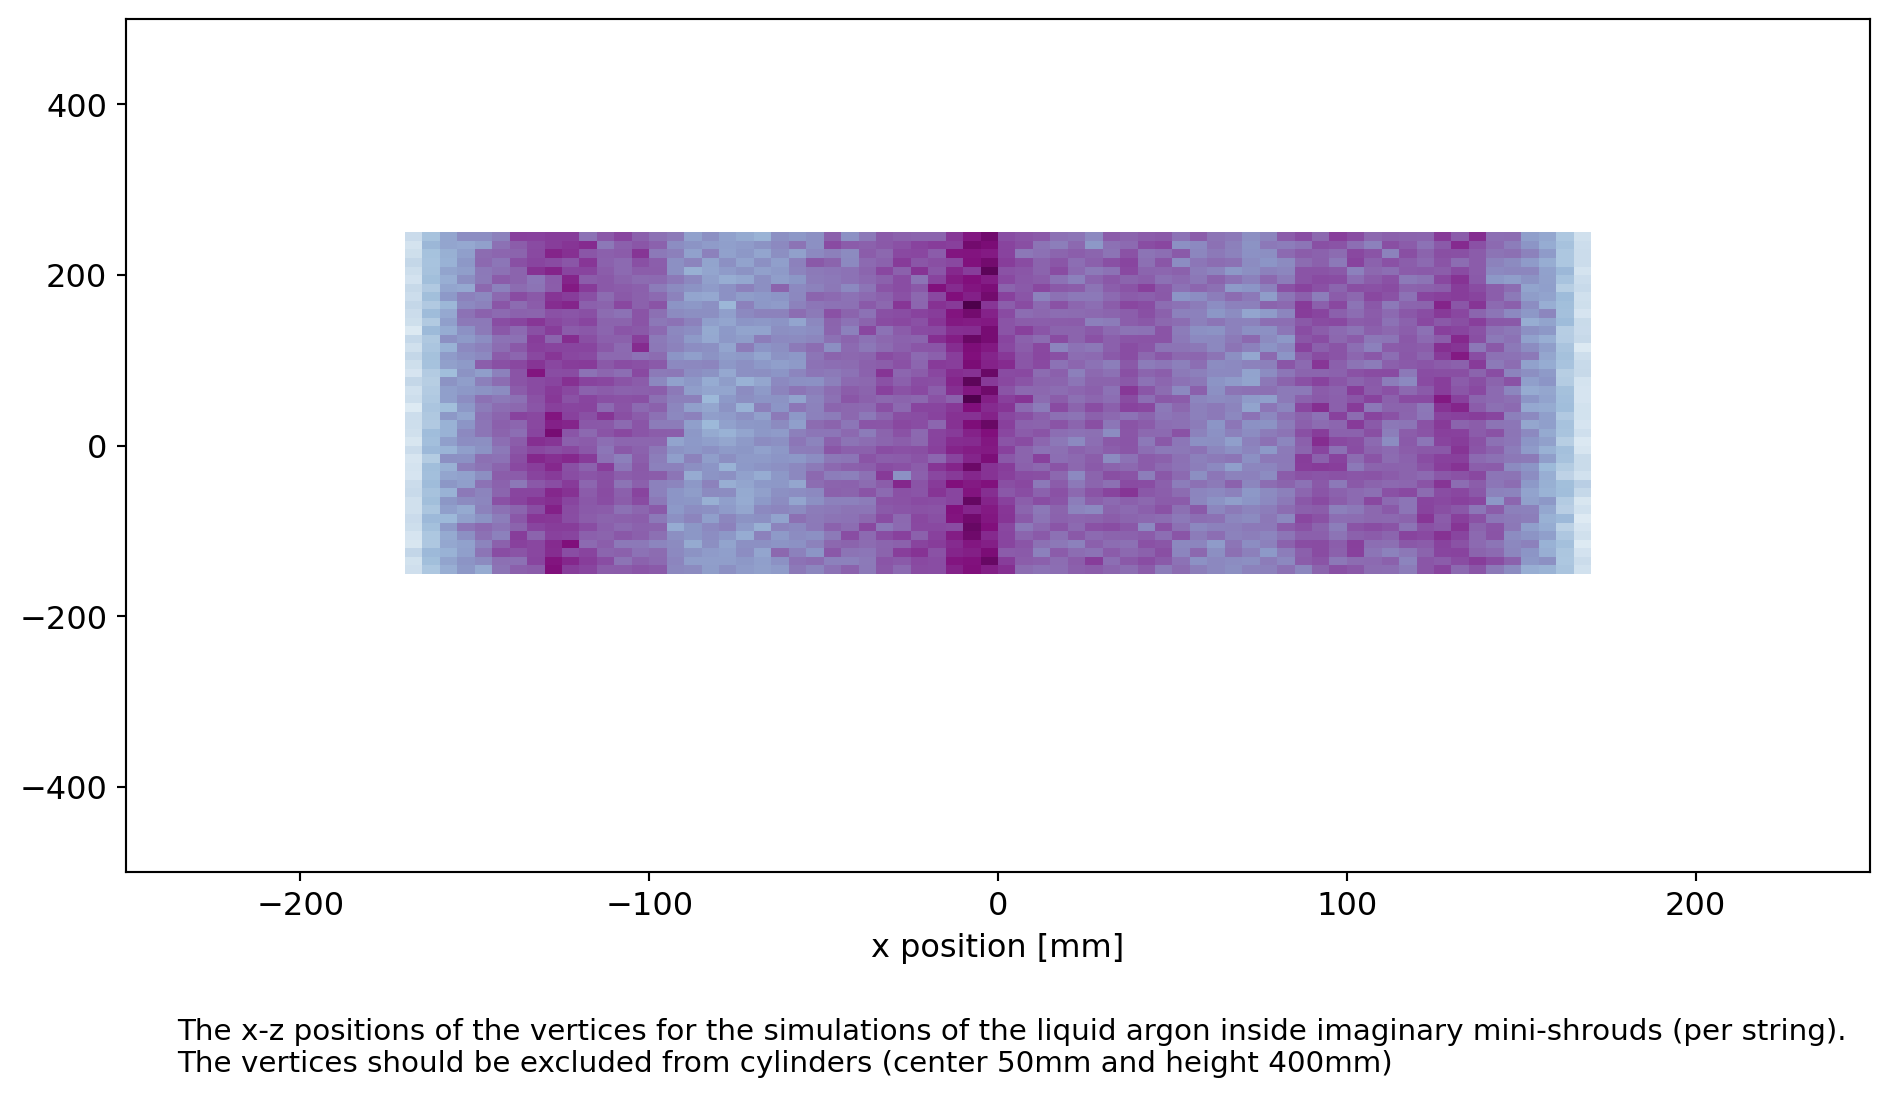 400
200
0
−200
−400
−200 −100 0 100 200
x position [mm]
The x-z positions of the vertices for the simulations of the liquid argon inside imaginary mini-shrouds (per string).
The vertices should be excluded from cylinders (center 50mm and height 400mm)